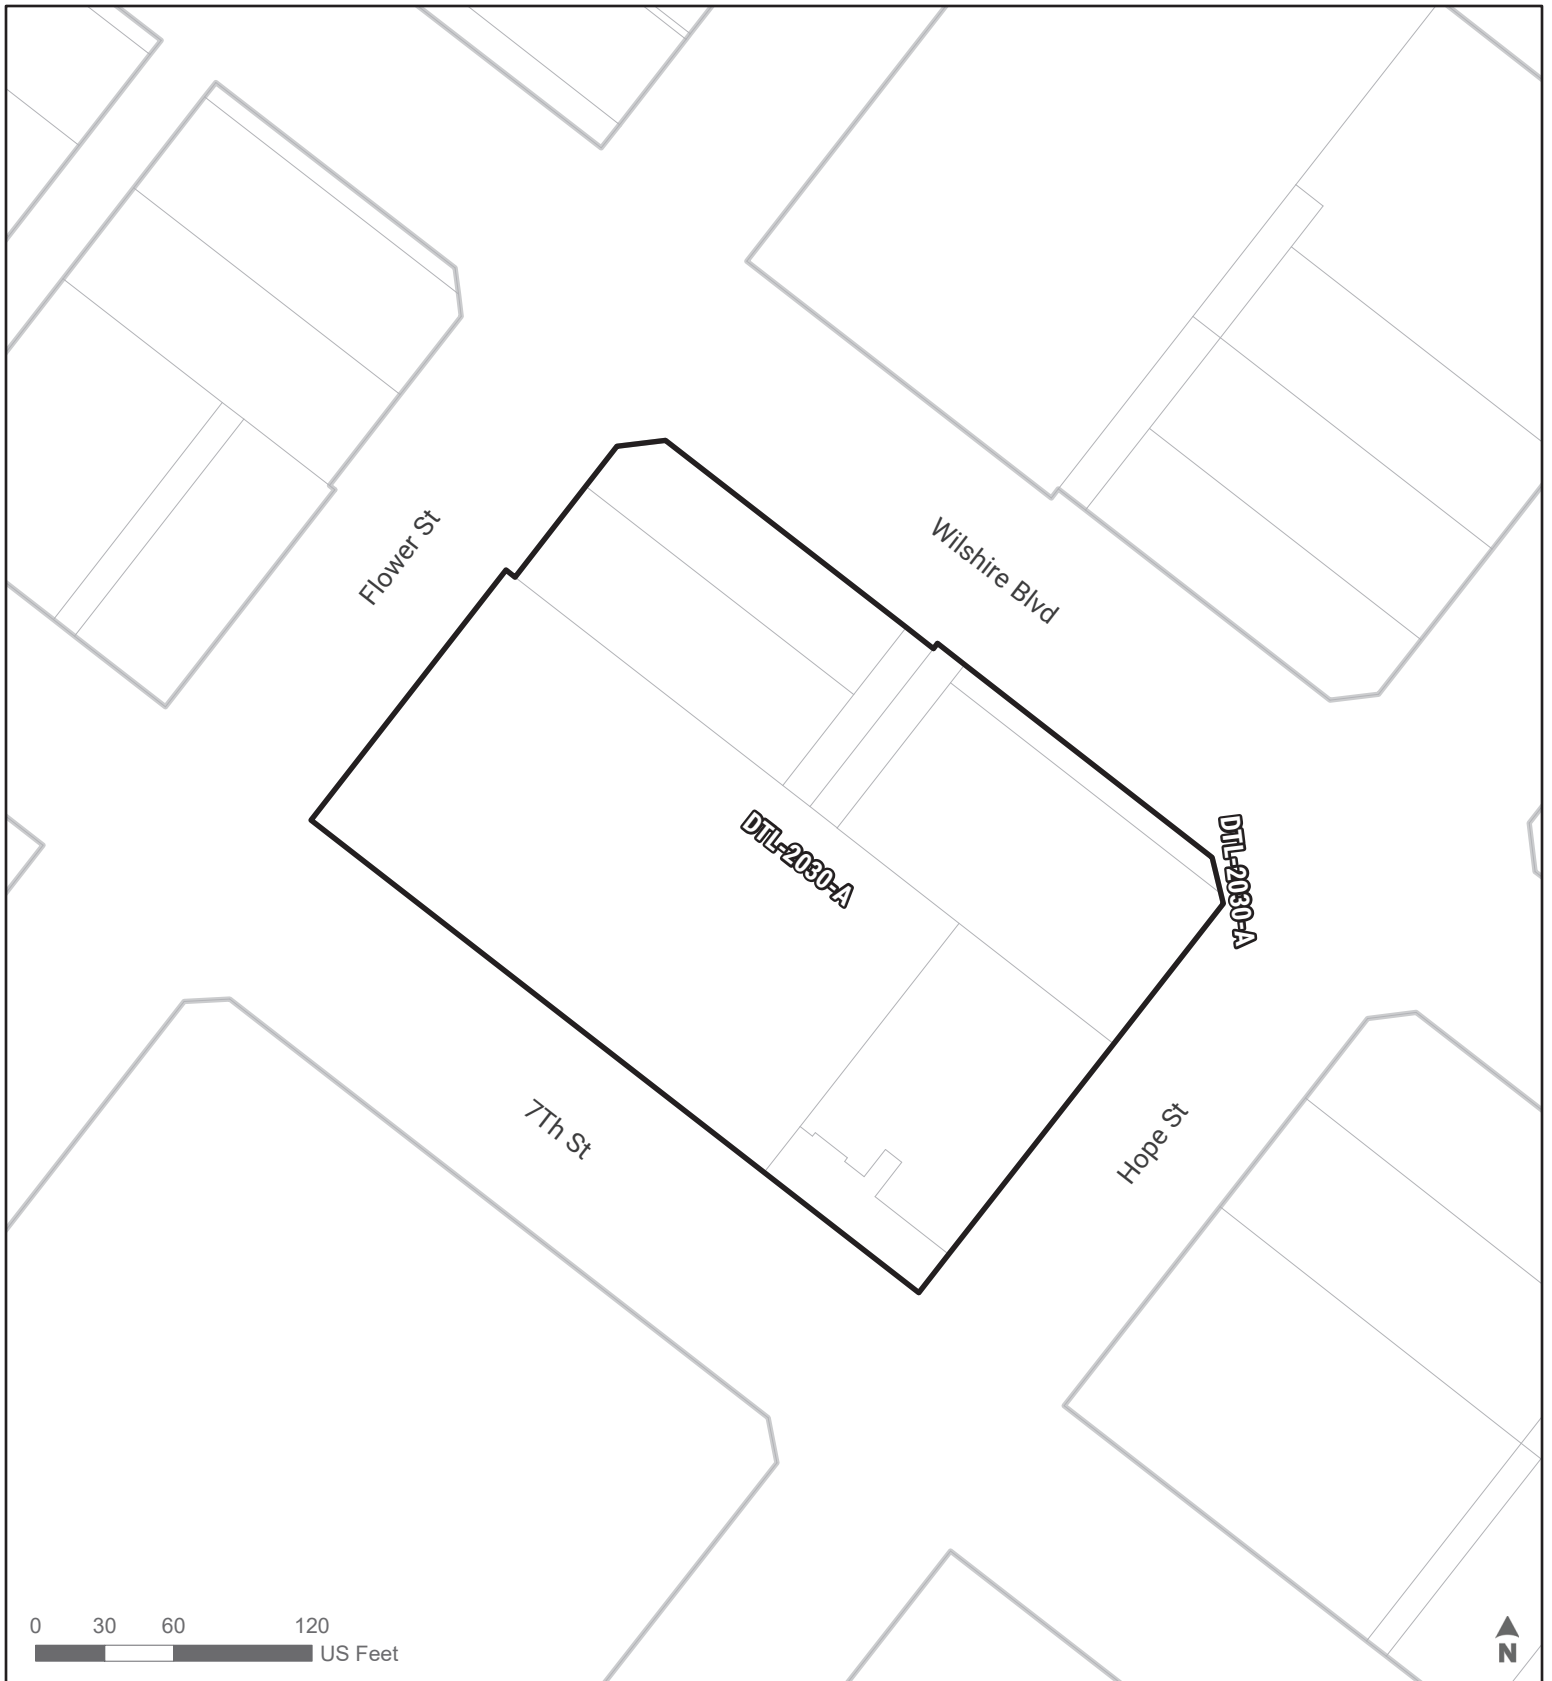 Flower St
Wilshire Blvd
DTL-2030-A
DTL-2030-A
7Th St
Hope St
0 30 60 120
US Feet
N